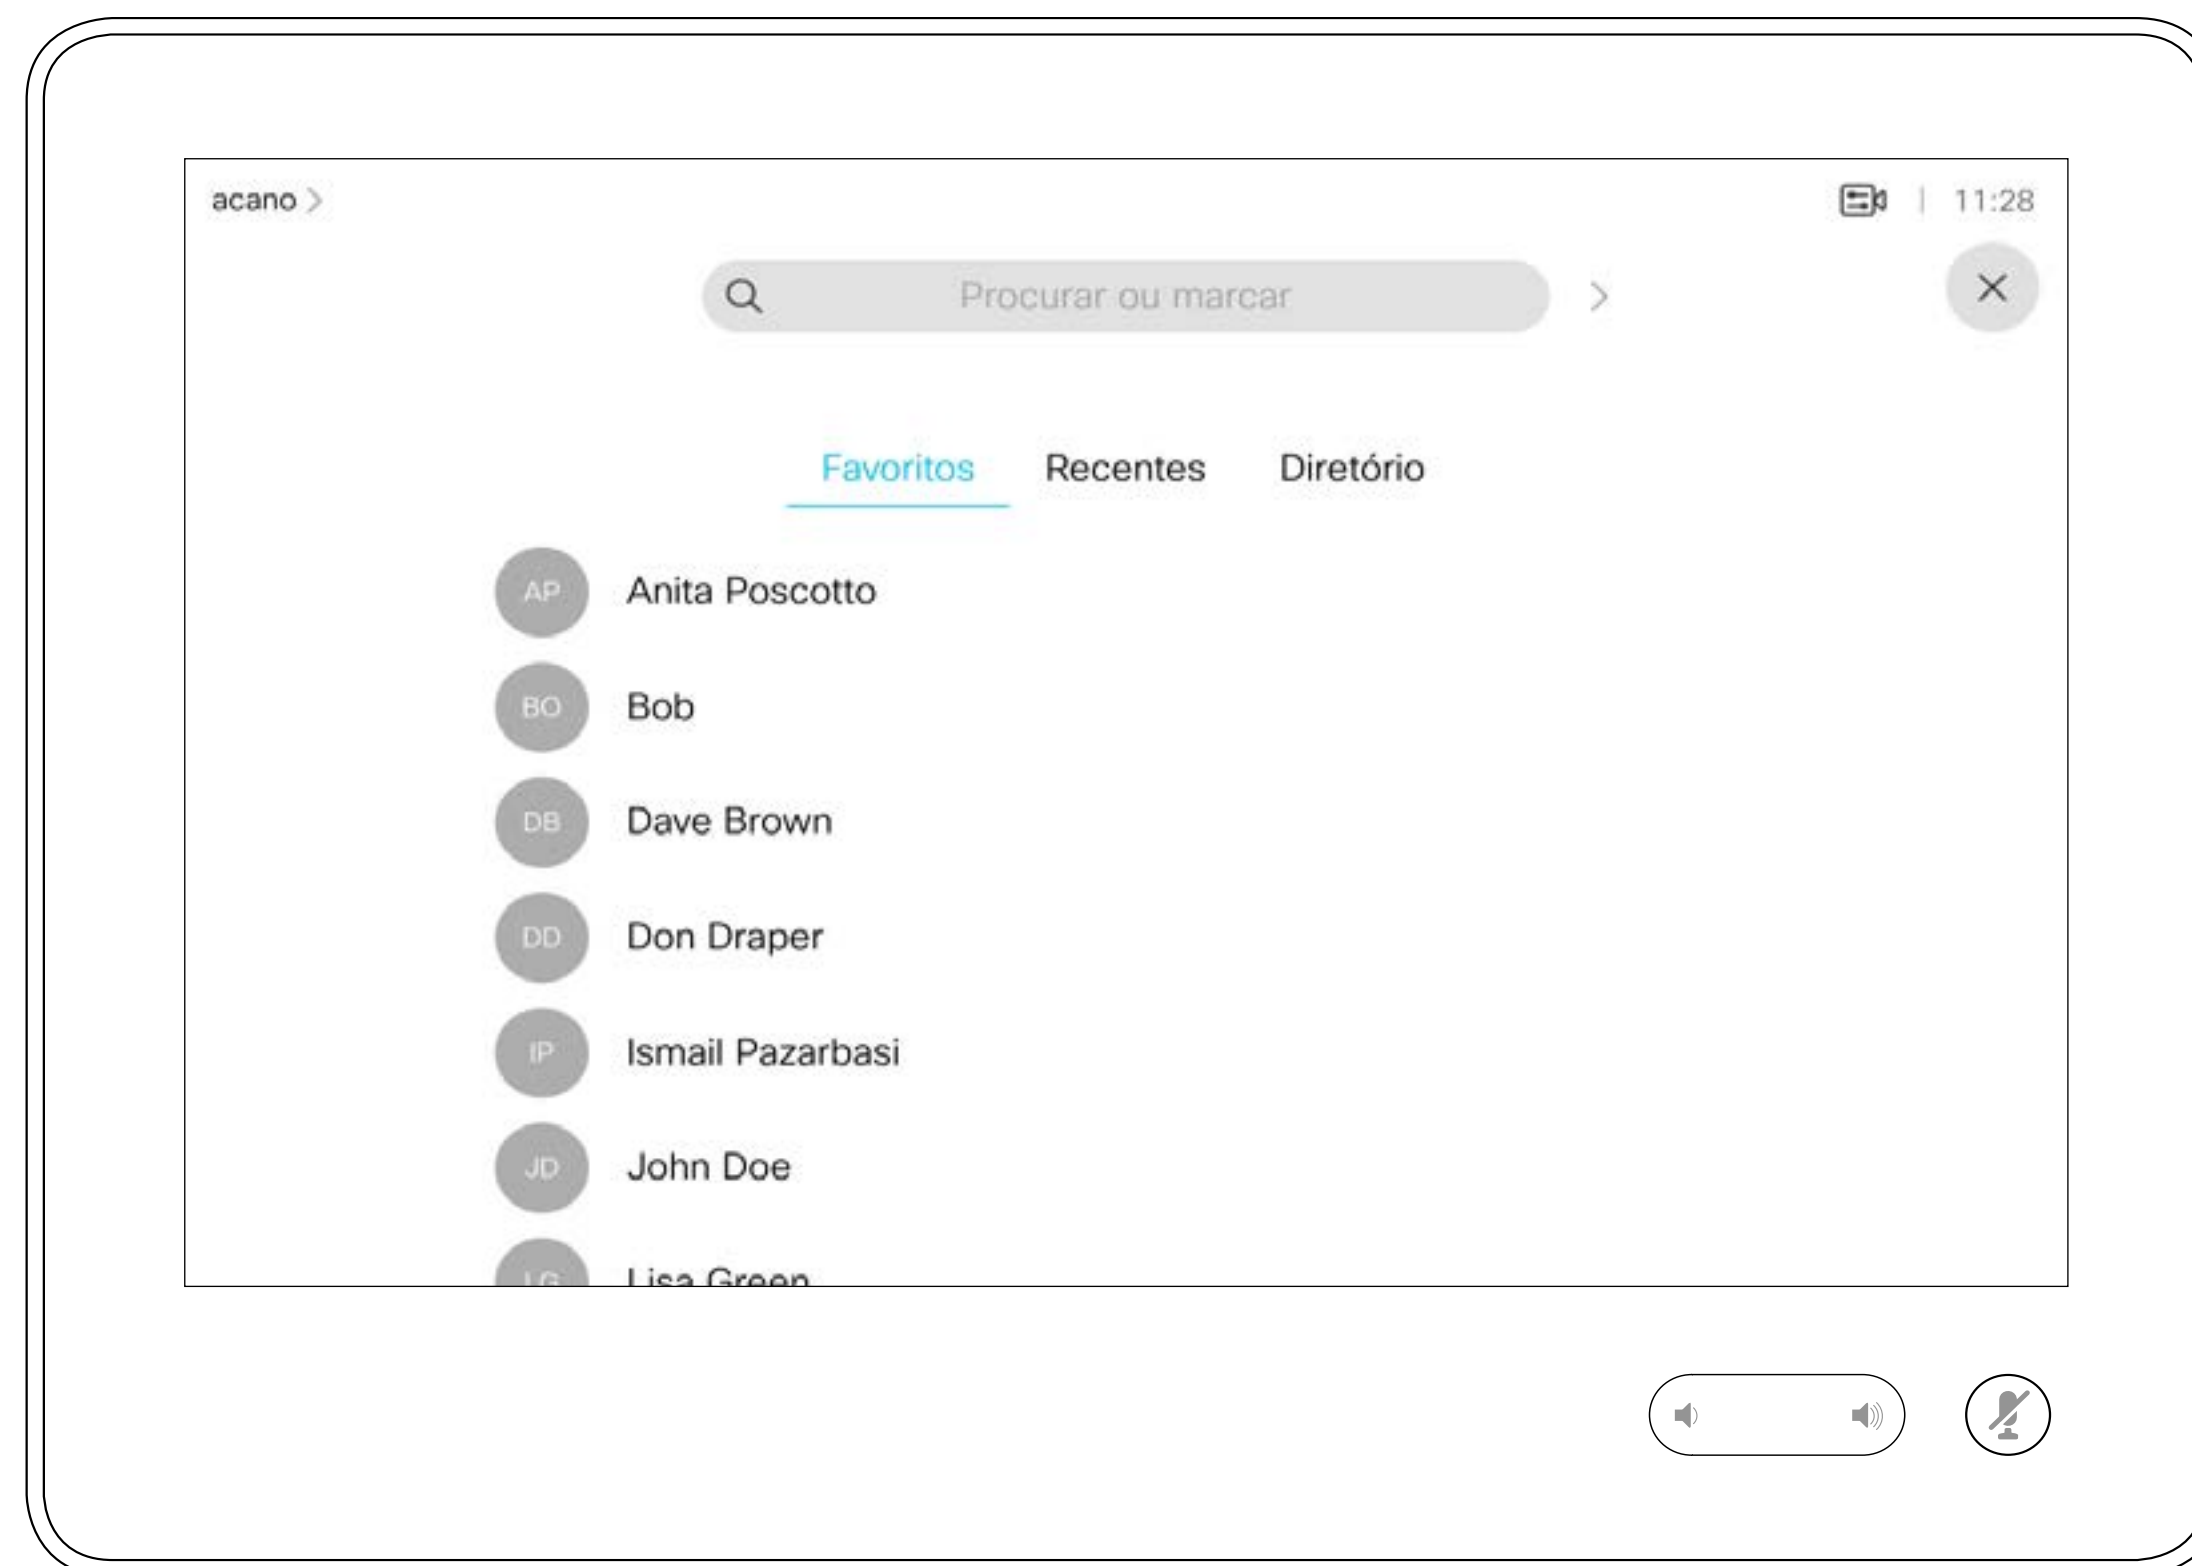 acano
11:28
Procurar ou marcar
Favoritos Recentes Diretório
AP Anita Poscotto
BO Bob
DB Dave Brown
DD Don Draper
IP Ismail Pazarbasi
JD John Doe
LG Lisa Green